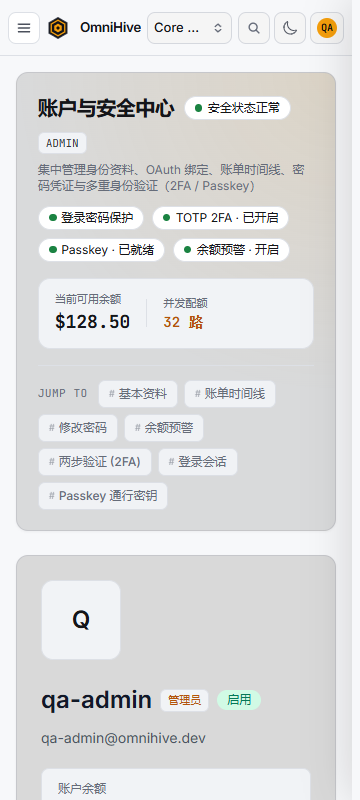 OmniHive Core ... QA
账户与安全中心 安全状态正常
ADMIN
集中管理身份资料、OAuth 绑定、账单时间线、密
码凭证与多重身份验证（2FA / Passkey）
登录密码保护 TOTP 2FA · 已开启
Passkey · 已就绪 余额预警 · 开启
当前可用余额 并发配额
$128.50 32 路
JUMP TO # 基本资料 # 账单时间线
# 修改密码 # 余额预警
# 两步验证 (2FA) # 登录会话
# Passkey 通行密钥
Q
qa-admin 管理员 启用
qa-admin@omnihive.dev
账户余额